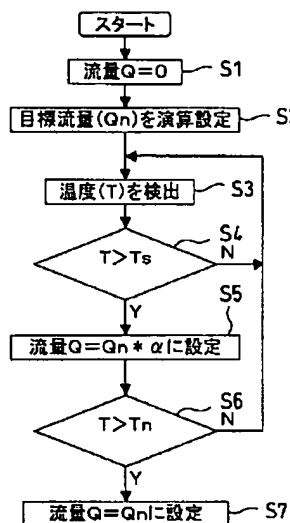 スタート
流量Q=0
S1
目標流量(Qn)を演算設定
温度(T)を検出
S3
T>Ts
S4
N
Y
S5
流量Q=Qn*αに設定
T>Tn
S6
N
Y
流量Q=Qnに設定
S7